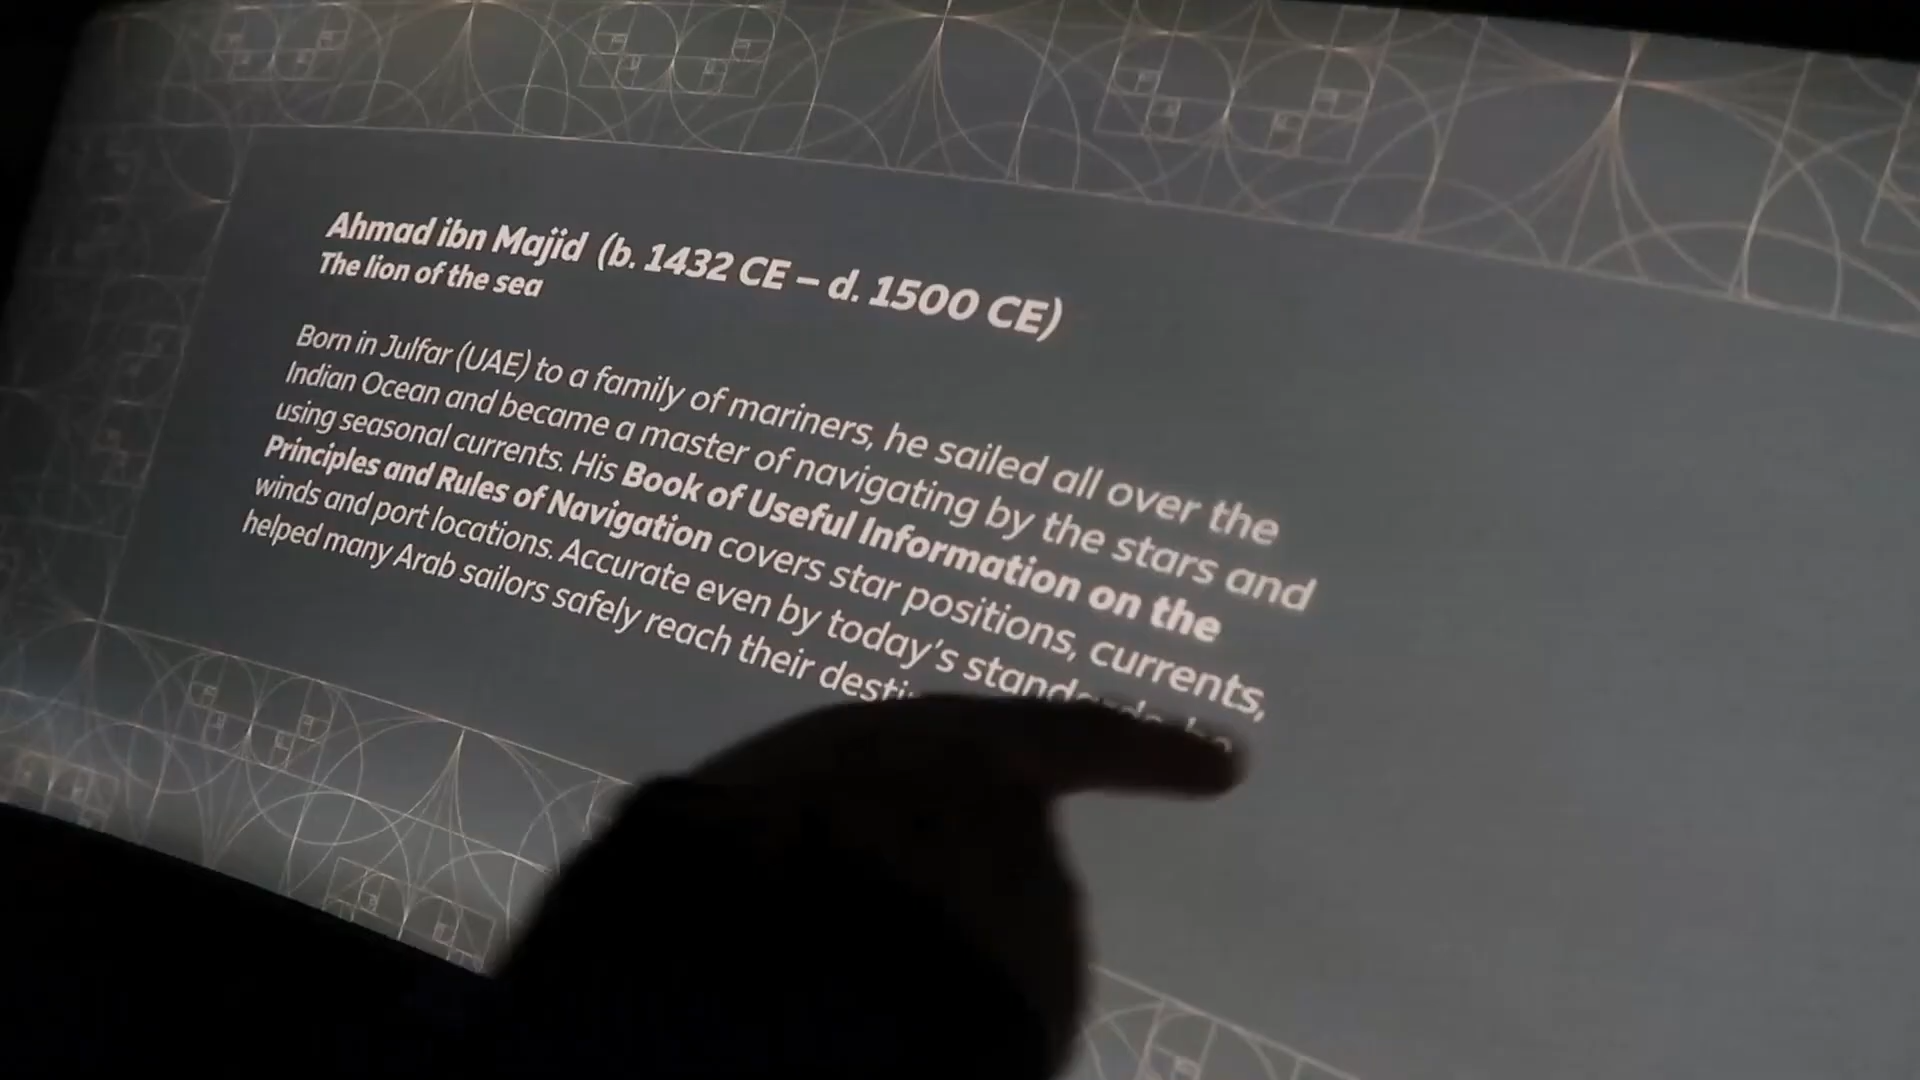 Ahmad ibn Majid (b. 1432 CE – d. 1500 CE)
The lion of the sea
Born in Julfar (UAE) to a family of mariners, he sailed all over the
Indian Ocean and became a master of navigating by the stars and
using seasonal currents. His Book of Useful Information on the
Principles and Rules of Navigation covers star positions, currents,
winds and port locations. Accurate even by today's
helped many Arab sailors safely reach their